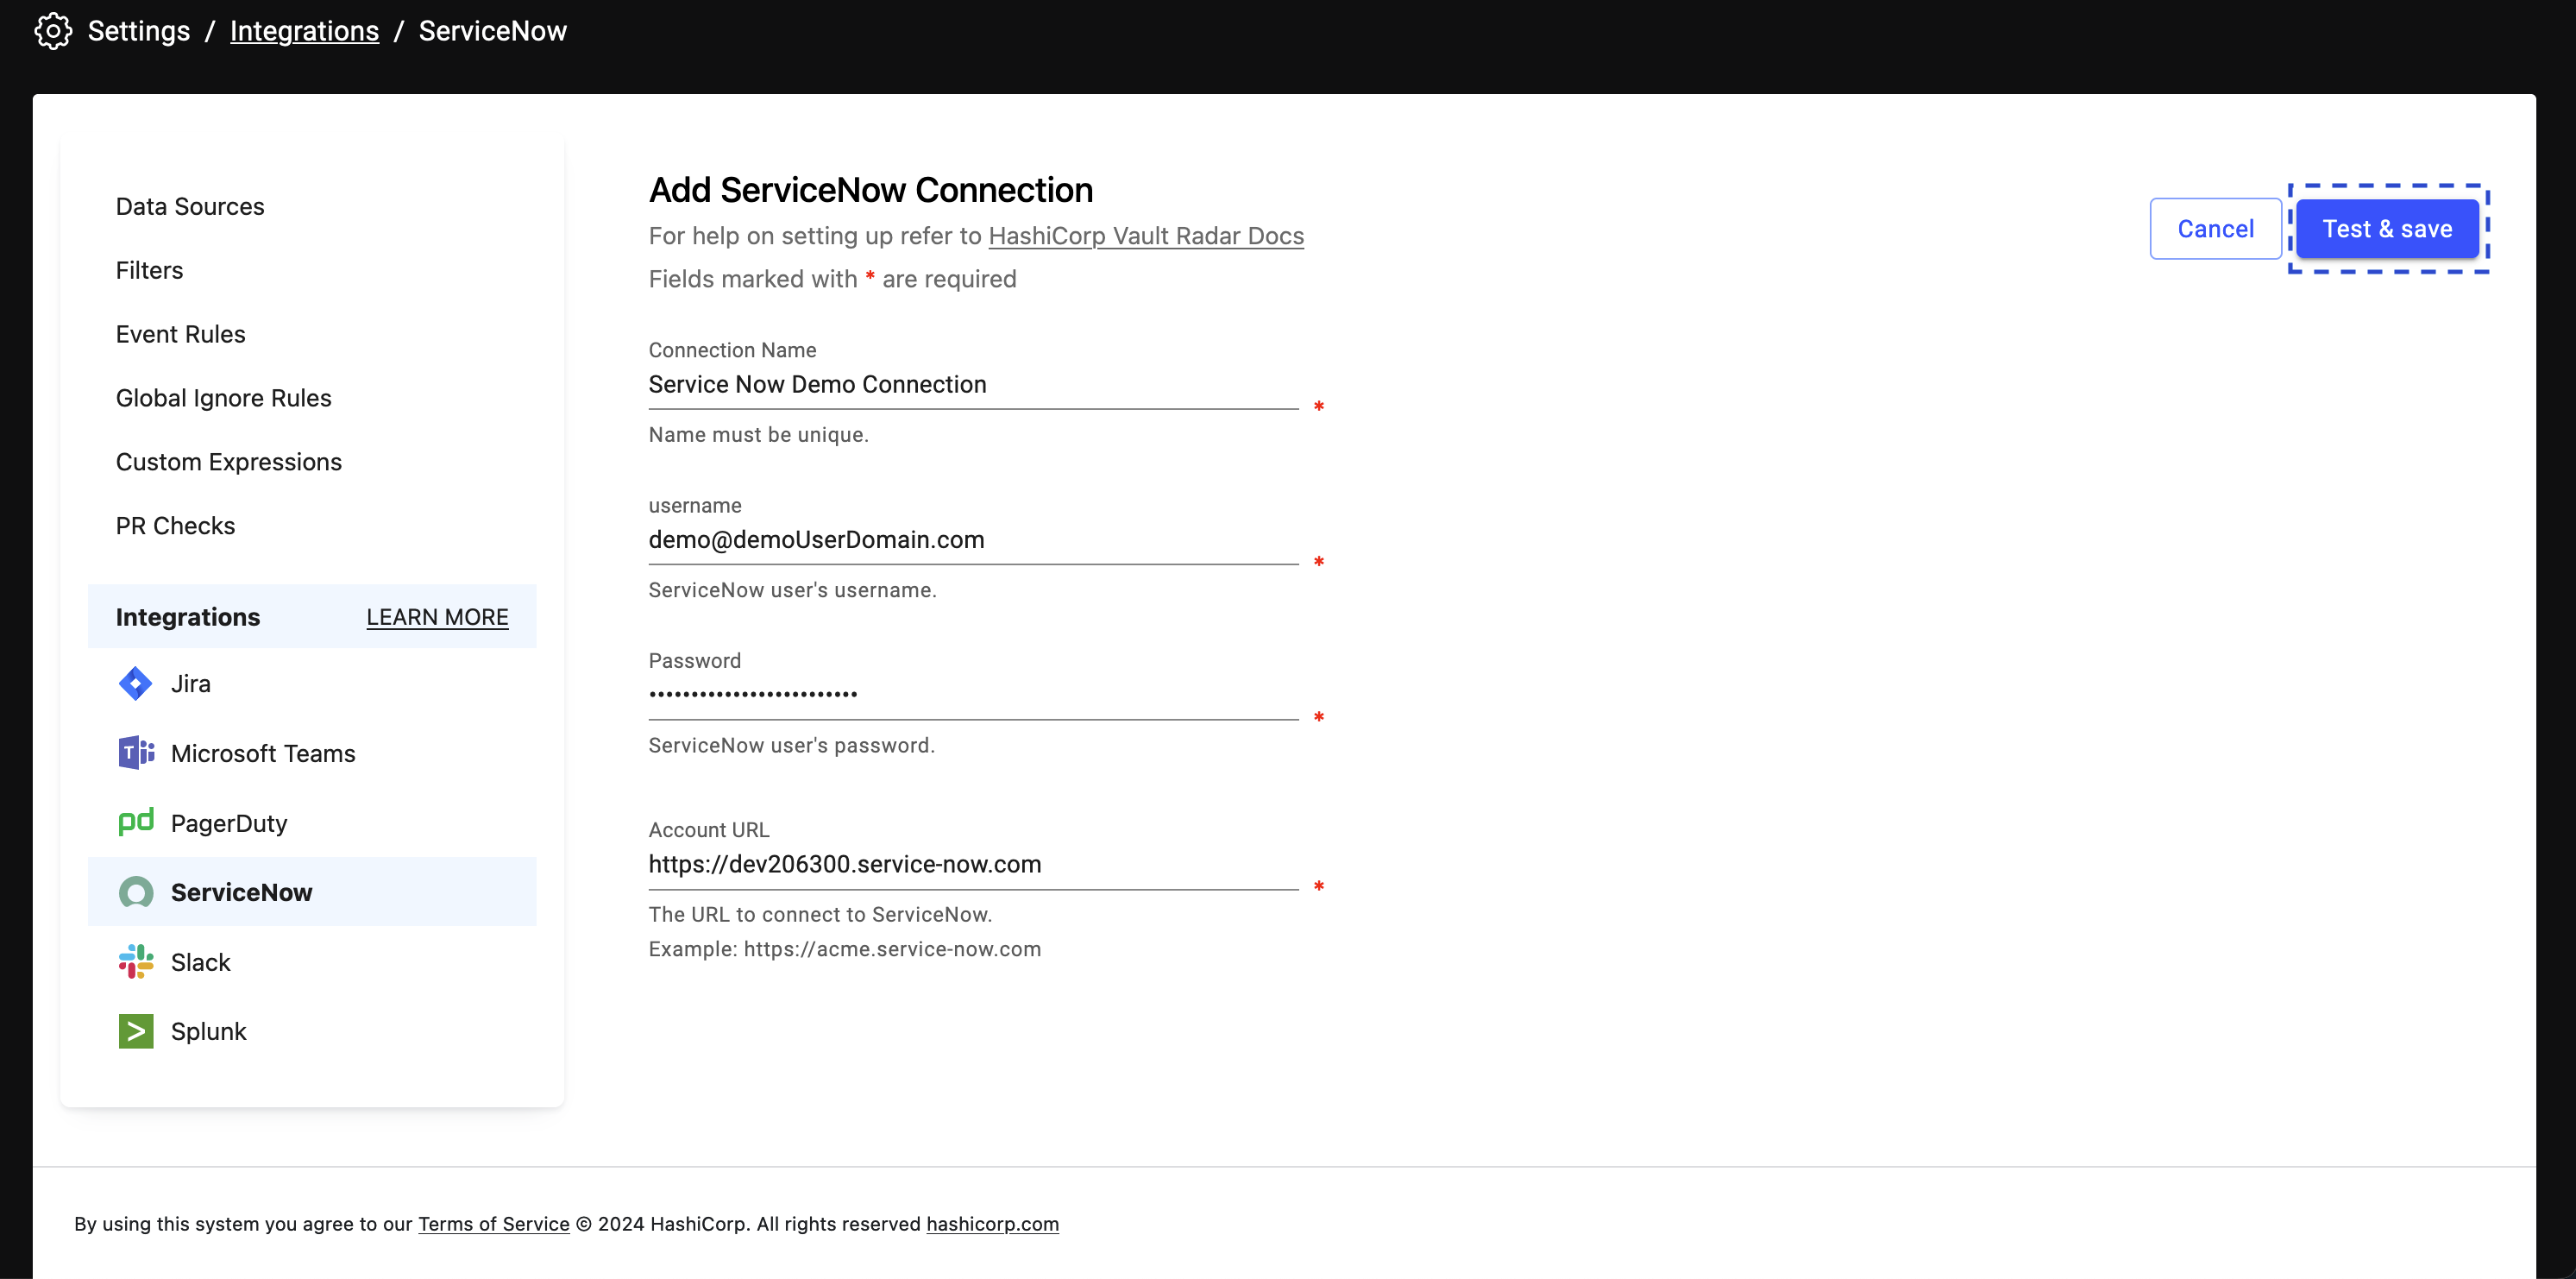 Settings / Integrations / ServiceNow
Data Sources
Filters
Event Rules
Global Ignore Rules
Custom Expressions
PR Checks
Integrations LEARN MORE
Jira
Microsoft Teams
PagerDuty
ServiceNow
Slack
Splunk
Add ServiceNow Connection
For help on setting up refer to HashiCorp Vault Radar Docs
Fields marked with * are required
Cancel
Test & save
Connection Name
Service Now Demo Connection
*
Name must be unique.
username
demo@demoUserDomain.com
*
ServiceNow user's username.
Password
•••••••••••••••••••••••••
*
ServiceNow user's password.
Account URL
https://dev206300.service-now.com
*
The URL to connect to ServiceNow.
Example: https://acme.service-now.com
By using this system you agree to our Terms of Service © 2024 HashiCorp. All rights reserved hashicorp.com